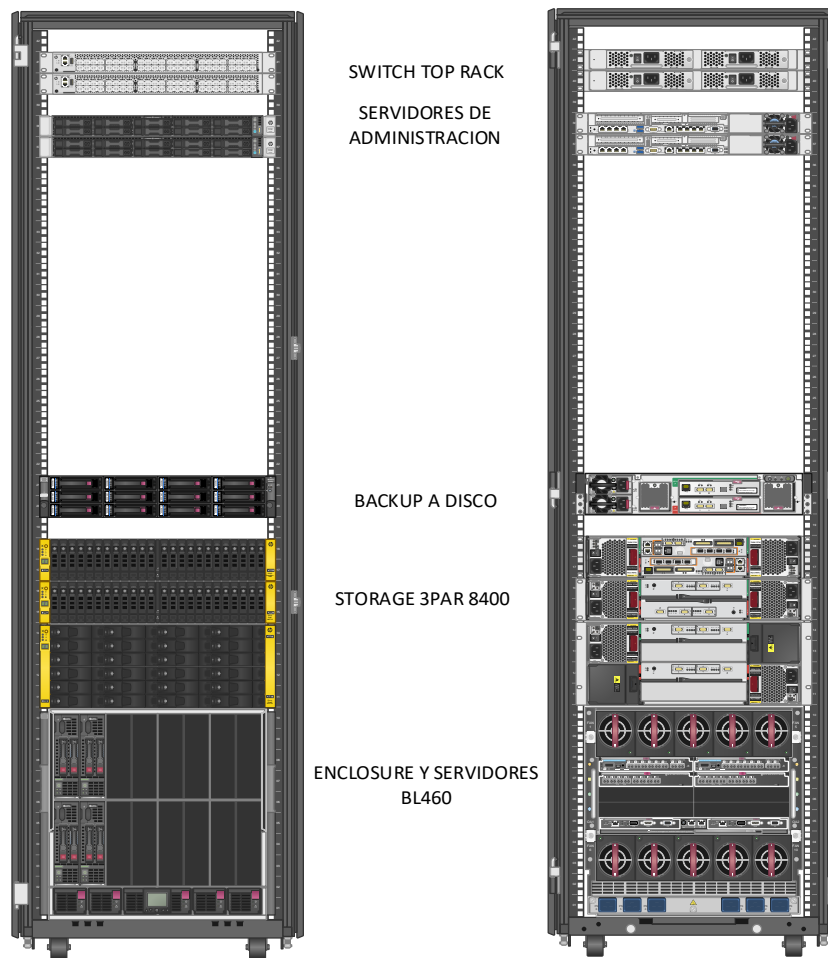 SWITCH TOP RACK
SERVIDORES DE
ADMINISTRACION
BACKUP A DISCO
STORAGE 3PAR 8400
ENCLOSURE Y SERVIDORES
BL460